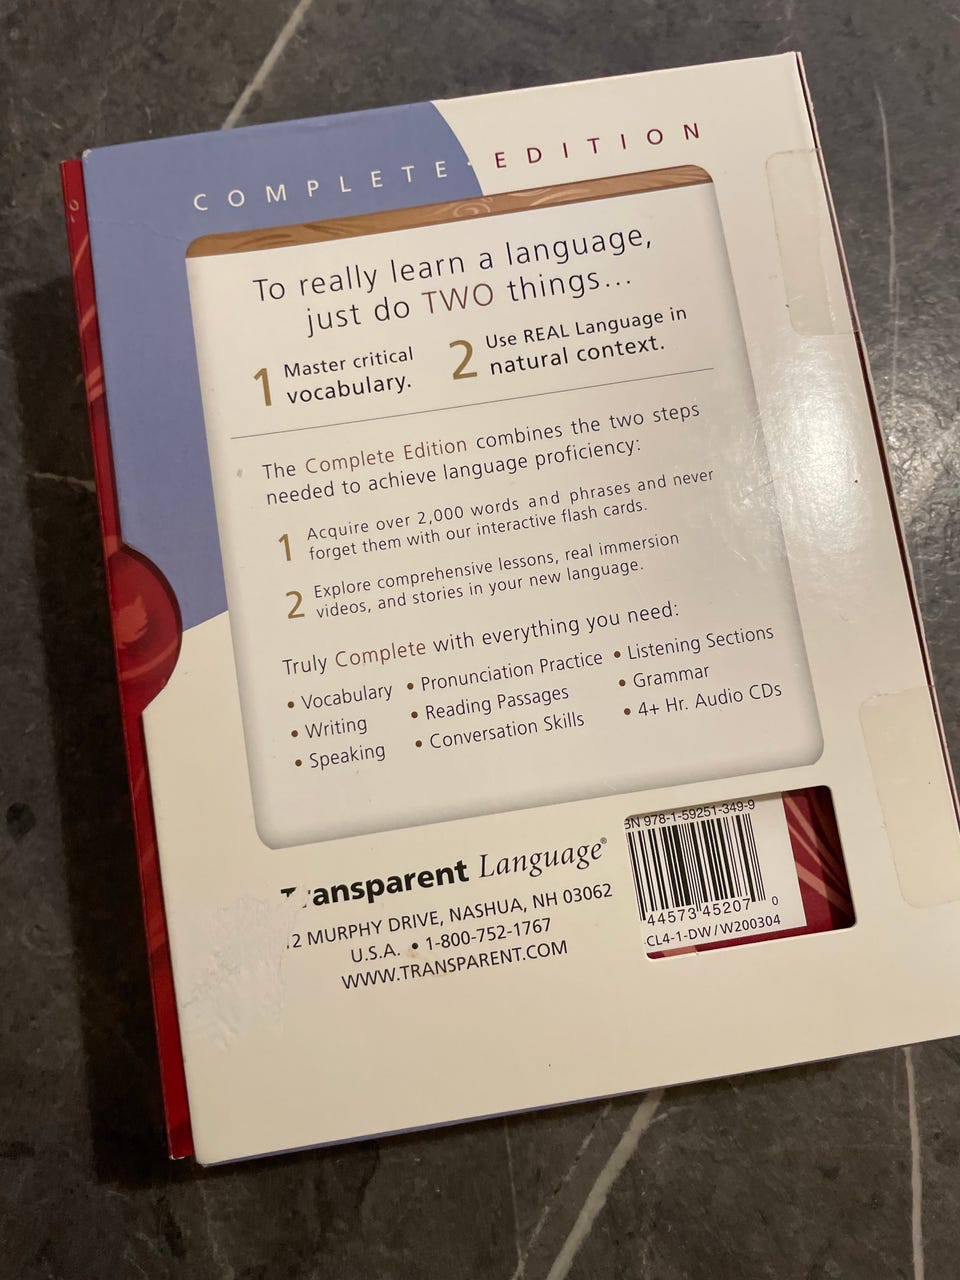 COMPLETE · EDITION
To really learn a language,
just do TWO things...
1 Master critical
vocabulary.
2 Use REAL Language in
natural context.
The Complete Edition combines the two steps
needed to achieve language proficiency:
1 Acquire over 2,000 words and phrases and never
forget them with our interactive flash cards.
2 Explore comprehensive lessons, real immersion
videos, and stories in your new language.
Truly Complete with everything you need:
• Vocabulary
• Writing
• Speaking
• Pronunciation Practice
• Reading Passages
• Conversation Skills
• Listening Sections
• Grammar
• 4+ Hr. Audio CDs
Transparent Language®
12 MURPHY DRIVE, NASHUA, NH 03062
U.S.A. • 1-800-752-1767
WWW.TRANSPARENT.COM
BN 978-1-59251-349-9
44573 45207 0
CL4-1-DW/W200304